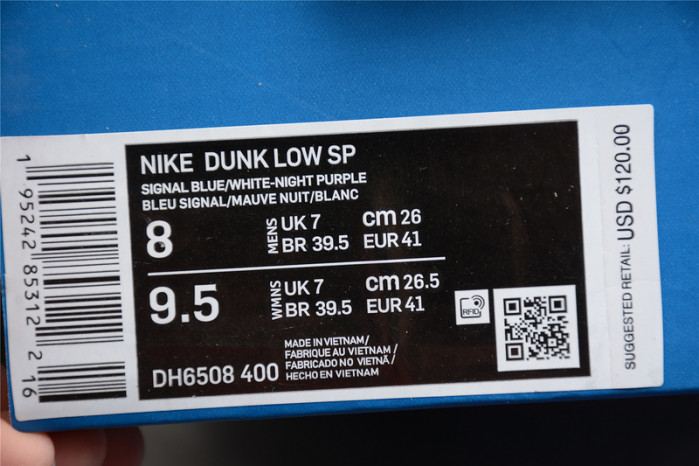 NIKE DUNK LOW SP
SIGNAL BLUE/WHITE-NIGHT PURPLE
BLEU SIGNAL/MAUVE NUIT/BLANC
8 MENS UK 7 cm 26
BR 39.5 EUR 41
9.5 WMNS UK 7 cm 26.5
BR 39.5 EUR 41
RFID
DH6508 400
MADE IN VIETNAM/
FABRIQUE AU VIETNAM/
FABRICADO NO VIETNÃ/
HECHO EN VIETNAM
1 95242 85312 2 16
SUGGESTED RETAIL: USD $120.00